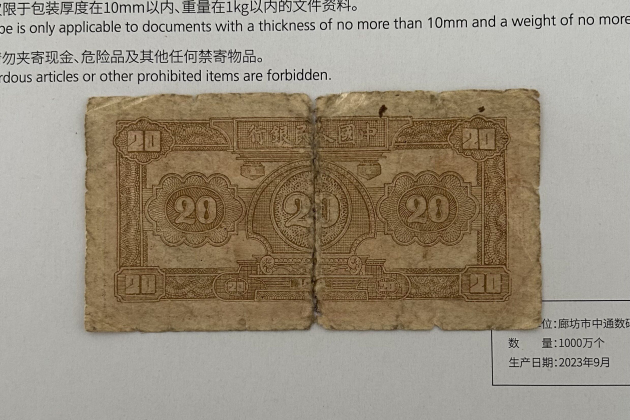 限于包装厚度在10mm以内、重量在1kg以内的文件资料。
pe is only applicable to documents with a thickness of no more than 10mm and a weight of no more
勿夹寄现金、危险品及其他任何禁寄物品。
rdous articles or other prohibited items are forbidden.
行銀民 國中
20 20
20 20 20
20 20
位：廊坊市中通数
数 量：1000万个
生产日期：2023年9月